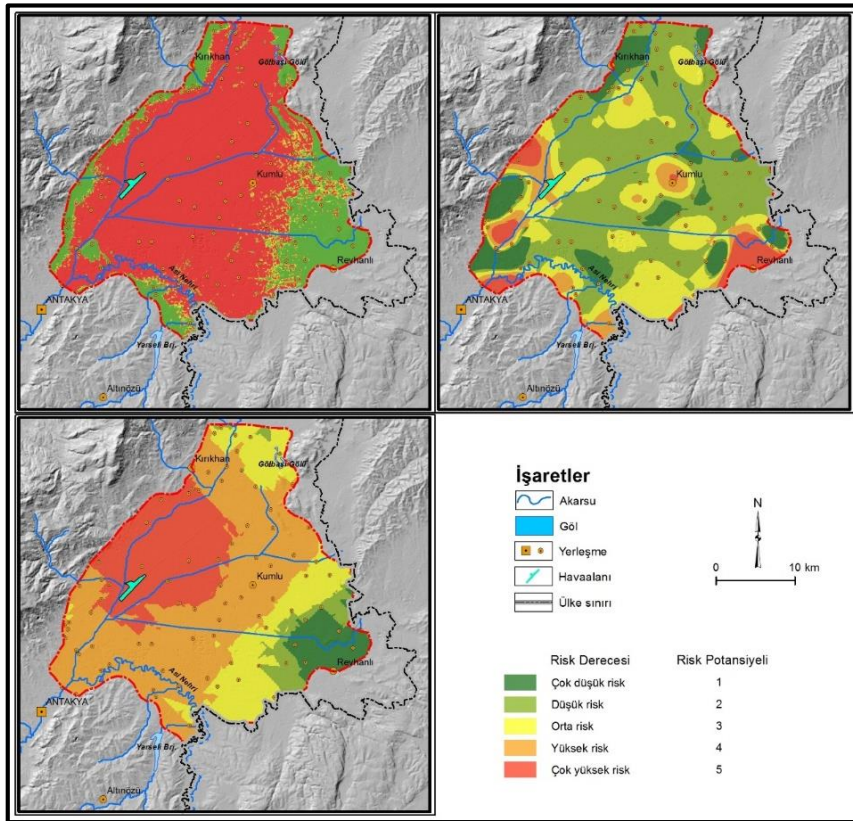 Kırıkhan
Gölbaşı Gölü
Kumlu
Reyhanlı
Asi Nehri
ANTAKYA
Yarseli Brj.
Altınözü
Kırıkhan
Gölbaşı Gölü
Kumlu
Reyhanlı
Asi Nehri
ANTAKYA
Yarseli Brj.
Altınözü
Kırıkhan
Gölbaşı Gölü
Kumlu
Reyhanlı
Asi Nehri
ANTAKYA
Yarseli Brj.
Altınözü
İşaretler
Akarsu
Göl
Yerleşme
Havaalanı
Ülke sınırı
N
0 10 km
Risk Derecesi Risk Potansiyeli
Çok düşük risk 1
Düşük risk 2
Orta risk 3
Yüksek risk 4
Çok yüksek risk 5